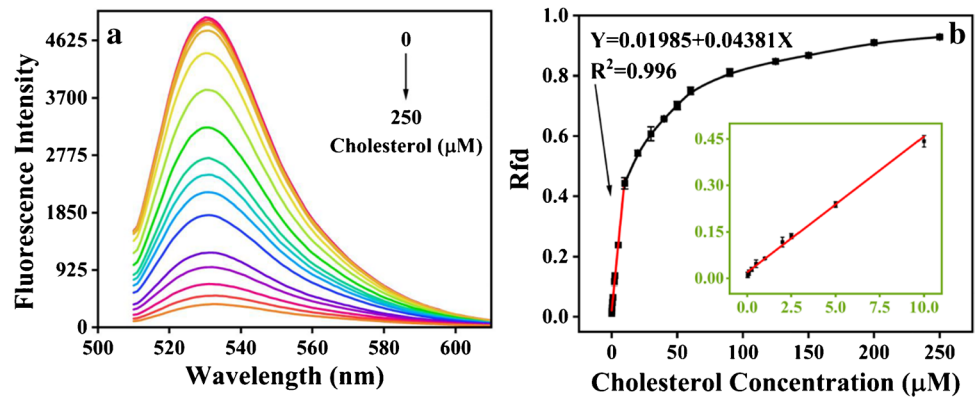 a
0
250
Cholesterol (μM)
Fluorescence Intensity
4625
3700
2775
1850
925
0
500 520 540 560 580 600
Wavelength (nm)
b
Y=0.01985+0.04381X
R²=0.996
Rfd
1.0
0.8
0.6
0.4
0.2
0.0
0.45
0.30
0.15
0.00
0.0 2.5 5.0 7.5 10.0
0 50 100 150 200 250
Cholesterol Concentration (μM)